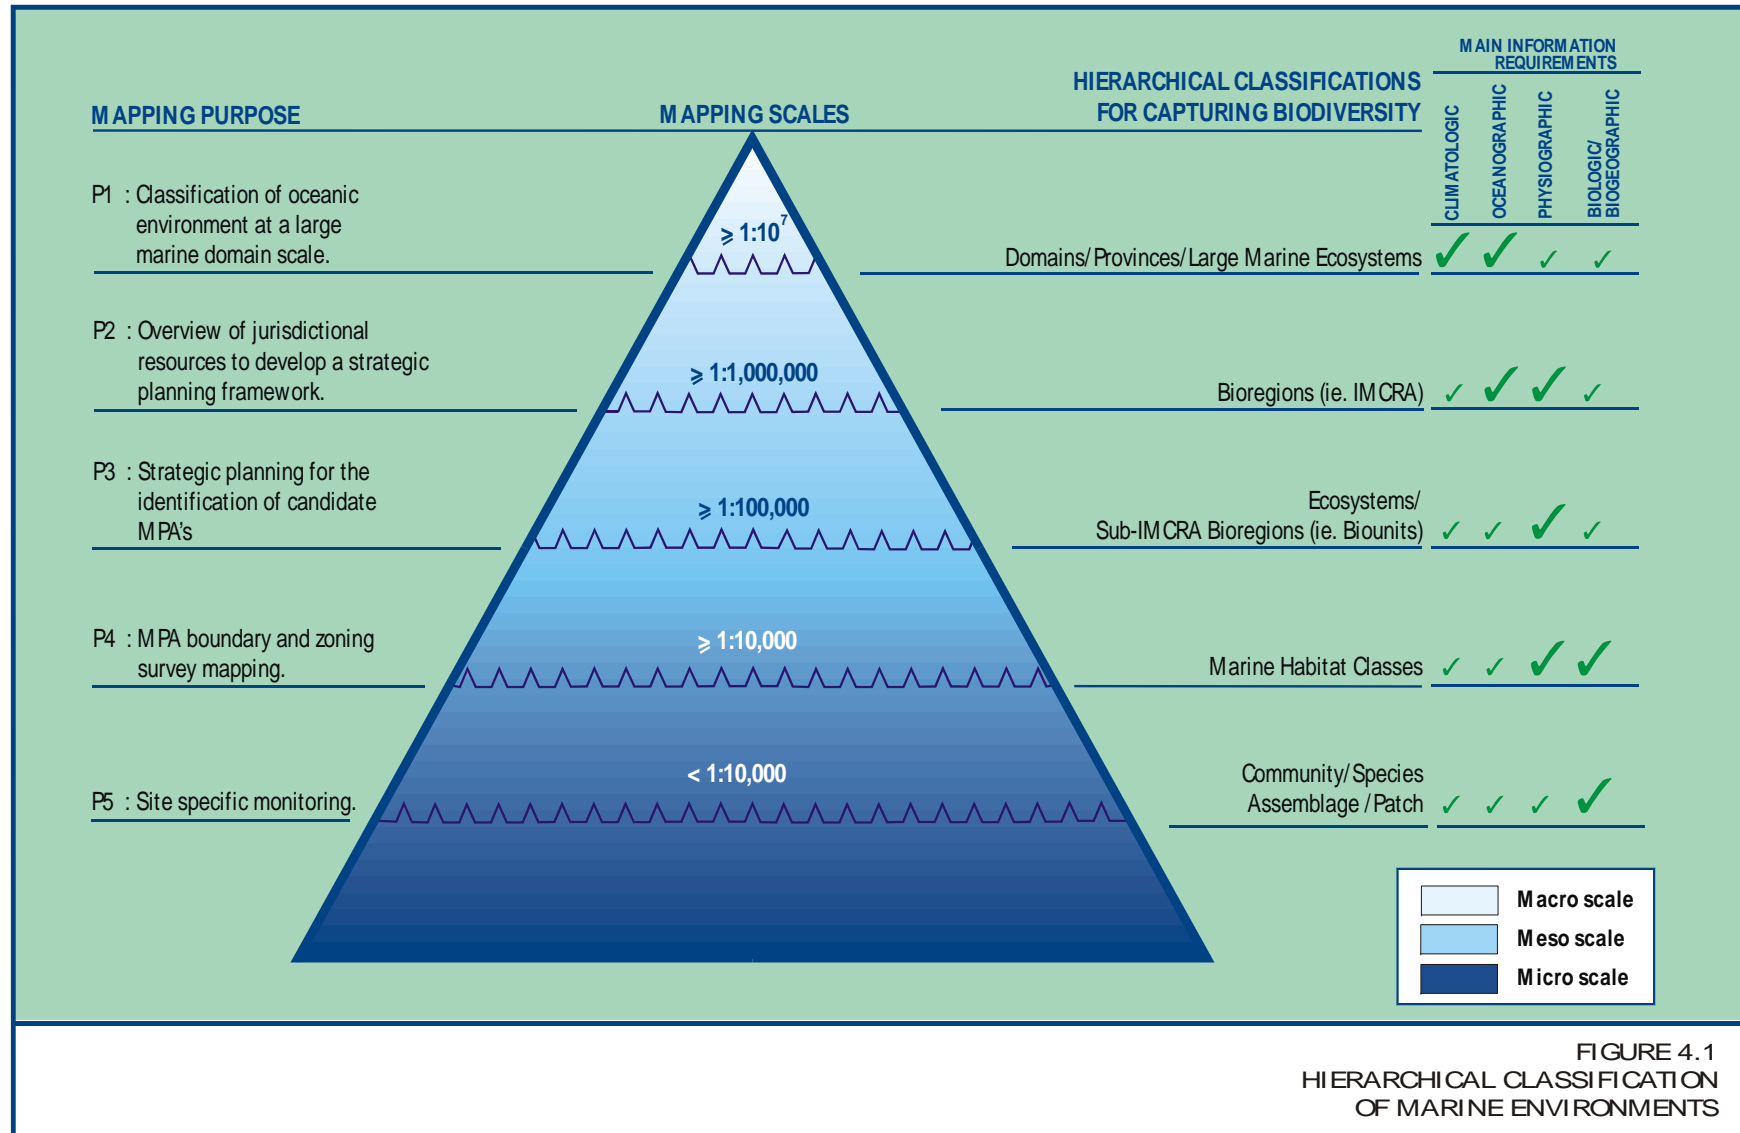 MAIN INFORMATION
REQUIREMENTS
HIERARCHICAL CLASSIFICATIONS
FOR CAPTURING BIODIVERSITY
MAPPING PURPOSE
MAPPING SCALES
CLIMATOLOGIC
OCEANOGRAPHIC
PHYSIOGRAPHIC
BIOLOGIC/
BIOGEOGRAPHIC
P1 : Classification of oceanic
environment at a large
marine domain scale.
⩾ 1:10⁷
Domains/Provinces/Large Marine Ecosystems ✓ ✓ ✓ ✓
P2 : Overview of jurisdictional
resources to develop a strategic
planning framework.
⩾ 1:1,000,000
Bioregions (ie. IMCRA) ✓ ✓ ✓ ✓
P3 : Strategic planning for the
identification of candidate
MPA's
⩾ 1:100,000
Ecosystems/
Sub-IMCRA Bioregions (ie. Biounits) ✓ ✓ ✓ ✓
P4 : MPA boundary and zoning
survey mapping.
⩾ 1:10,000
Marine Habitat Classes ✓ ✓ ✓ ✓
P5 : Site specific monitoring.
< 1:10,000
Community/Species
Assemblage / Patch ✓ ✓ ✓ ✓
Macro scale
Meso scale
Micro scale
FIGURE 4.1
HIERARCHICAL CLASSIFICATION
OF MARINE ENVIRONMENTS